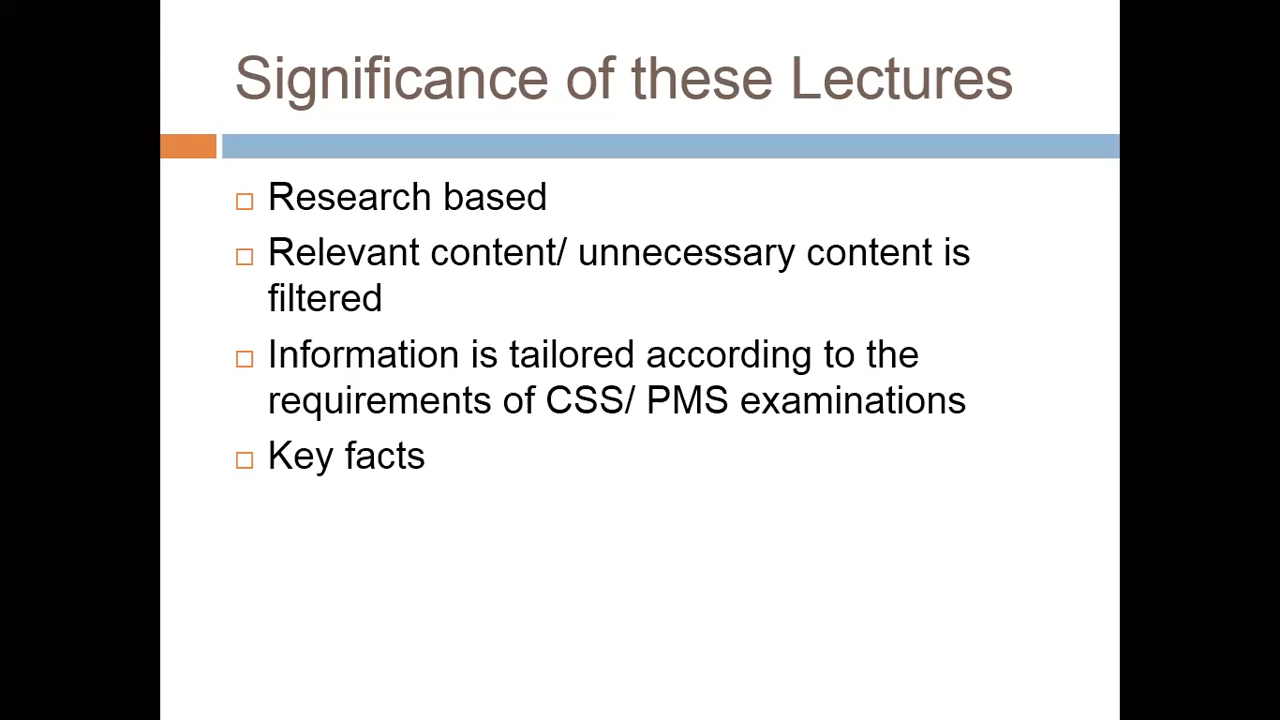 Significance of these Lectures
Research based
Relevant content/ unnecessary content is
filtered
Information is tailored according to the
requirements of CSS/ PMS examinations
Key facts